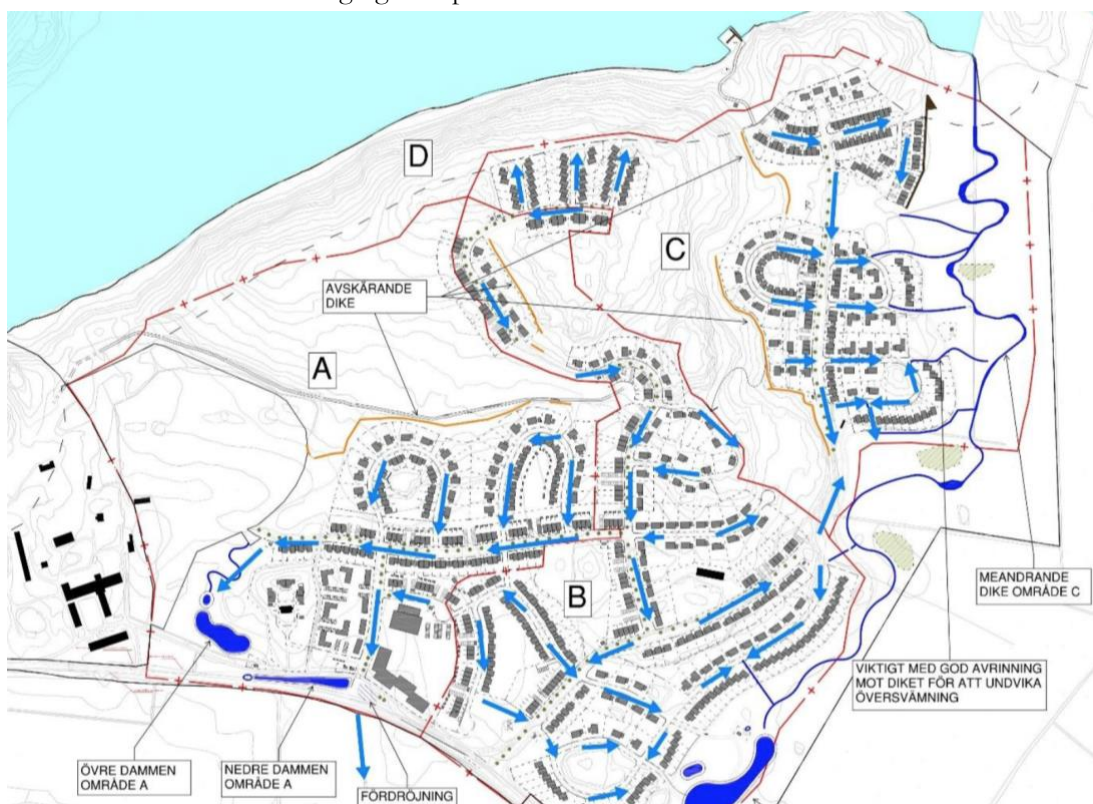 D
C
AVSKÄRANDE
DIKE
A
B
MEANDRANDE
DIKE OMRÅDE C
VIKTIGT MED GOD AVRINNING
MOT DIKET FÖR ATT UNDVIKA
ÖVERSVÄMNING
ÖVRE DAMMEN
OMRÅDE A
NEDRE DAMMEN
OMRÅDE A
FÖRDRÖJNING